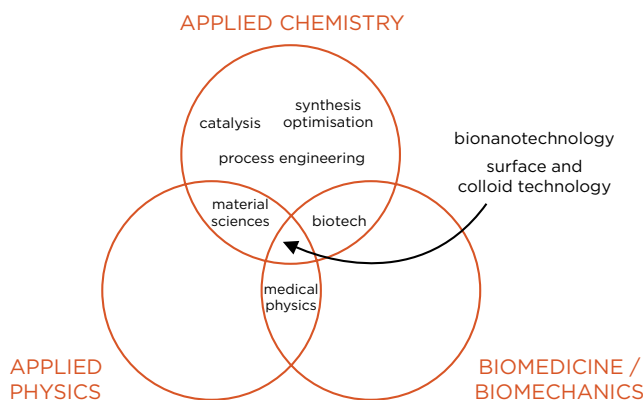 APPLIED CHEMISTRY
synthesis
optimisation
catalysis
process engineering
bionanotechnology
surface and
colloid technology
material
sciences
biotech
medical
physics
APPLIED
PHYSICS
BIOMEDICINE /
BIOMECHANICS